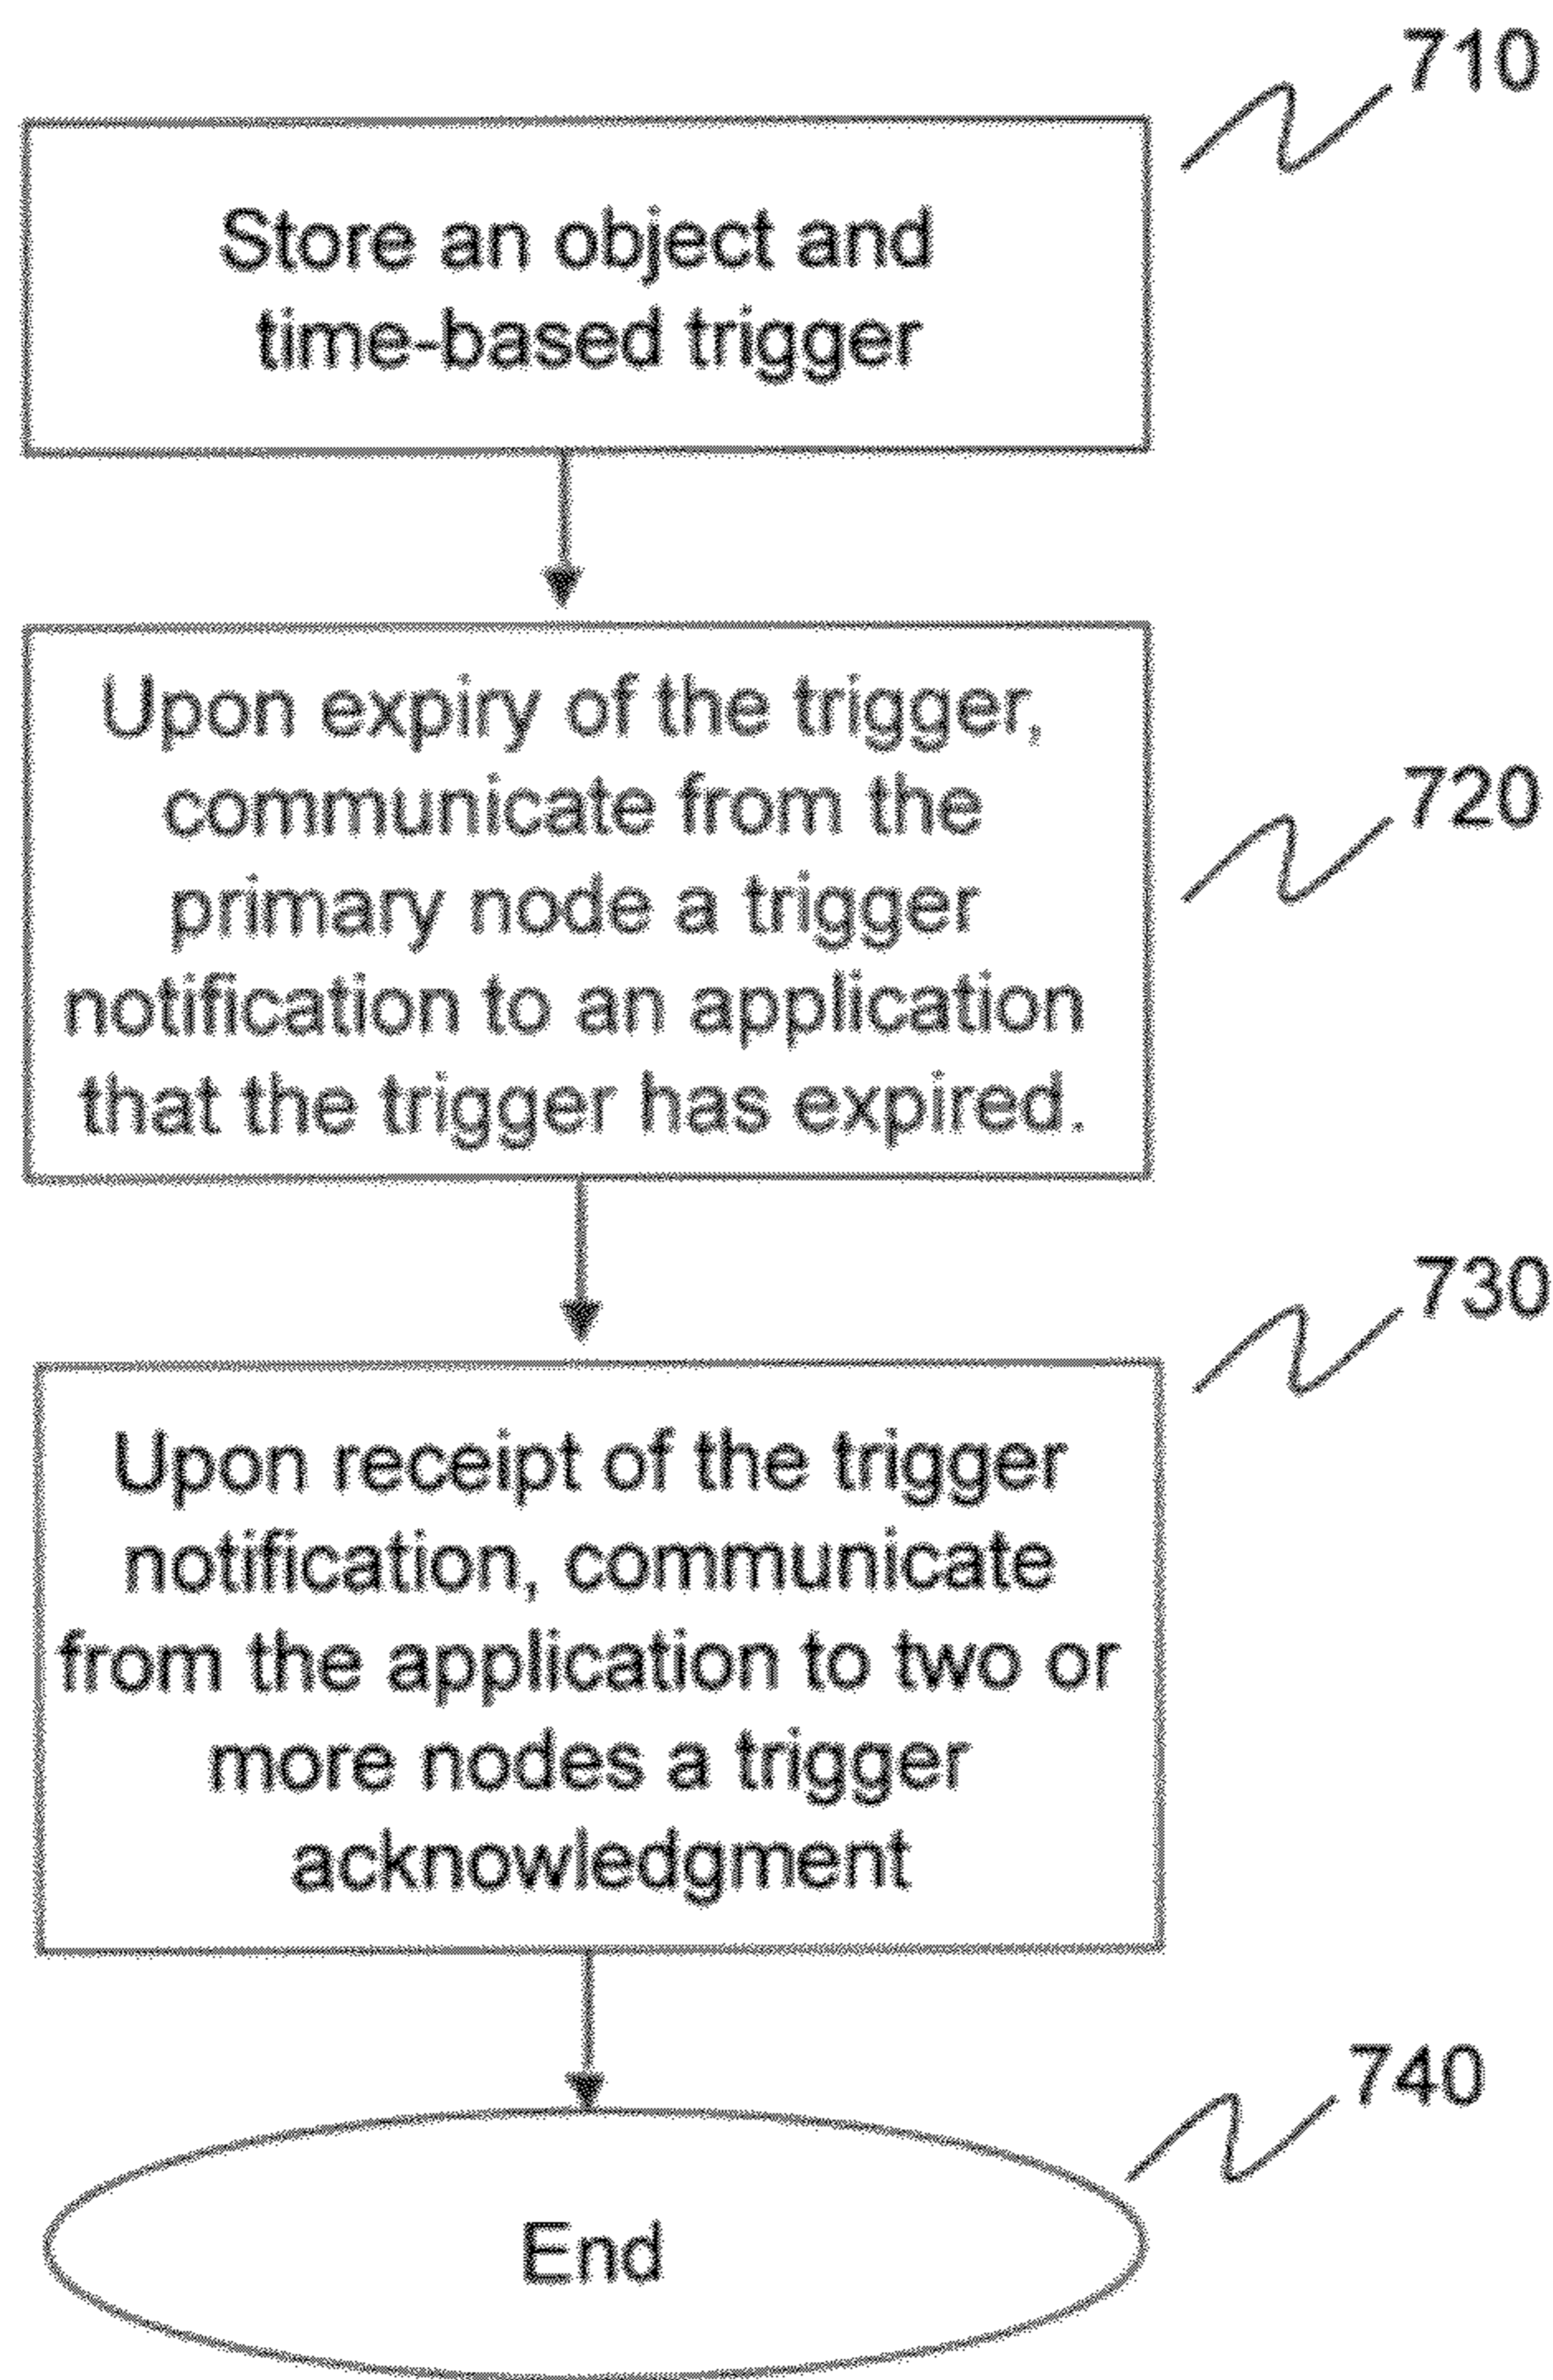 710
Store an object and
time-based trigger
Upon expiry of the trigger,
communicate from the
720
primary node a trigger
notification to an application
that the trigger has expired.
730
Upon receipt of the trigger
notification, communicate
from the application to two or
more nodes a trigger
acknowledgment
740
End